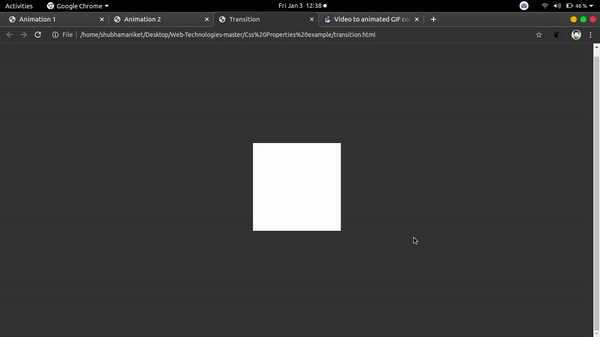 Activities Google Chrome Fri Jan 3 12:38 46 %
Animation 1 Animation 2 Transition Video to animated GIF con
File /home/shubhamaniket/Desktop/Web-Technologies-master/Css%20Properties%20example/transition.html